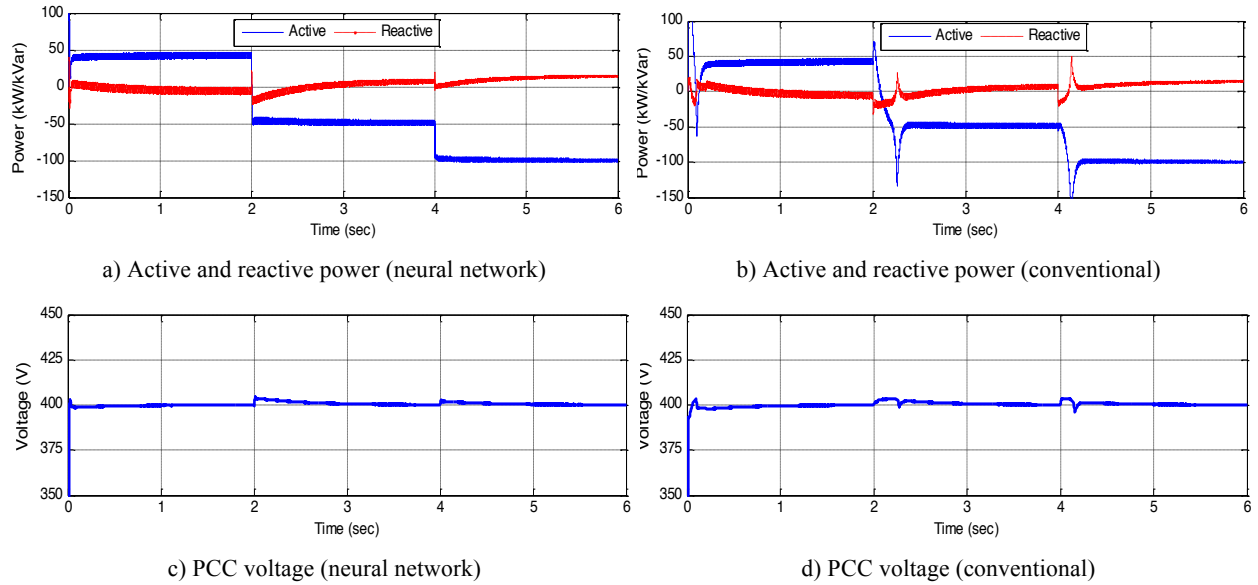 100
50
0
-50
-100
-150
Power (kW/kVar)
Active Reactive
0 1 2 3 4 5 6
Time (sec)
a) Active and reactive power (neural network)
100
50
0
-50
-100
-150
Power (kW/kVar)
Active Reactive
0 1 2 3 4 5 6
Time (sec)
b) Active and reactive power (conventional)
450
425
400
375
350
Voltage (V)
0 1 2 3 4 5 6
Time (sec)
c) PCC voltage (neural network)
450
425
400
375
350
Voltage (V)
0 1 2 3 4 5 6
Time (sec)
d) PCC voltage (conventional)